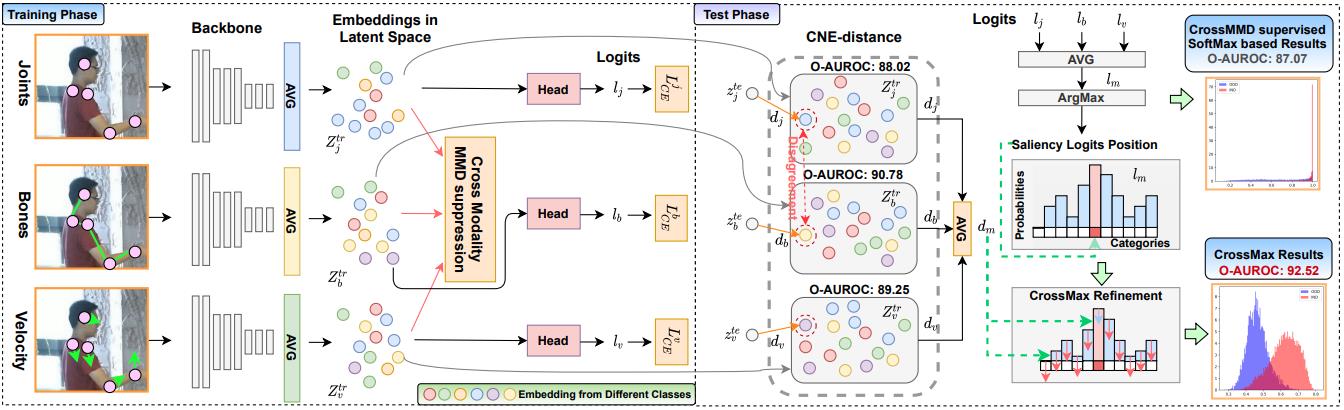 Training Phase
Joints
Bones
Velocity
Backbone
AVG
AVG
AVG
Embeddings in
Latent Space
Z_j^{tr}
Z_b^{tr}
Z_v^{tr}
Cross Modality
MMD suppression
Logits
Head
l_j
L_{CE}^j
Head
l_b
L_{CE}^b
Head
l_v
L_{CE}^v
Embedding from Different Classes
Test Phase
CNE-distance
O-AUROC: 88.02
z_j^{te}
d_j
Z_j^{tr}
d_j
Disagreement
O-AUROC: 90.78
z_b^{te}
d_b
Z_b^{tr}
d_b
O-AUROC: 89.25
z_v^{te}
d_v
Z_v^{tr}
d_v
AVG
d_m
Logits
l_j l_b l_v
AVG
l_m
ArgMax
Saliency Logits Position
Probabilities
l_m
Categories
CrossMax Refinement
CrossMMD supervised
SoftMax based Results
O-AUROC: 87.07
CrossMax Results
O-AUROC: 92.52